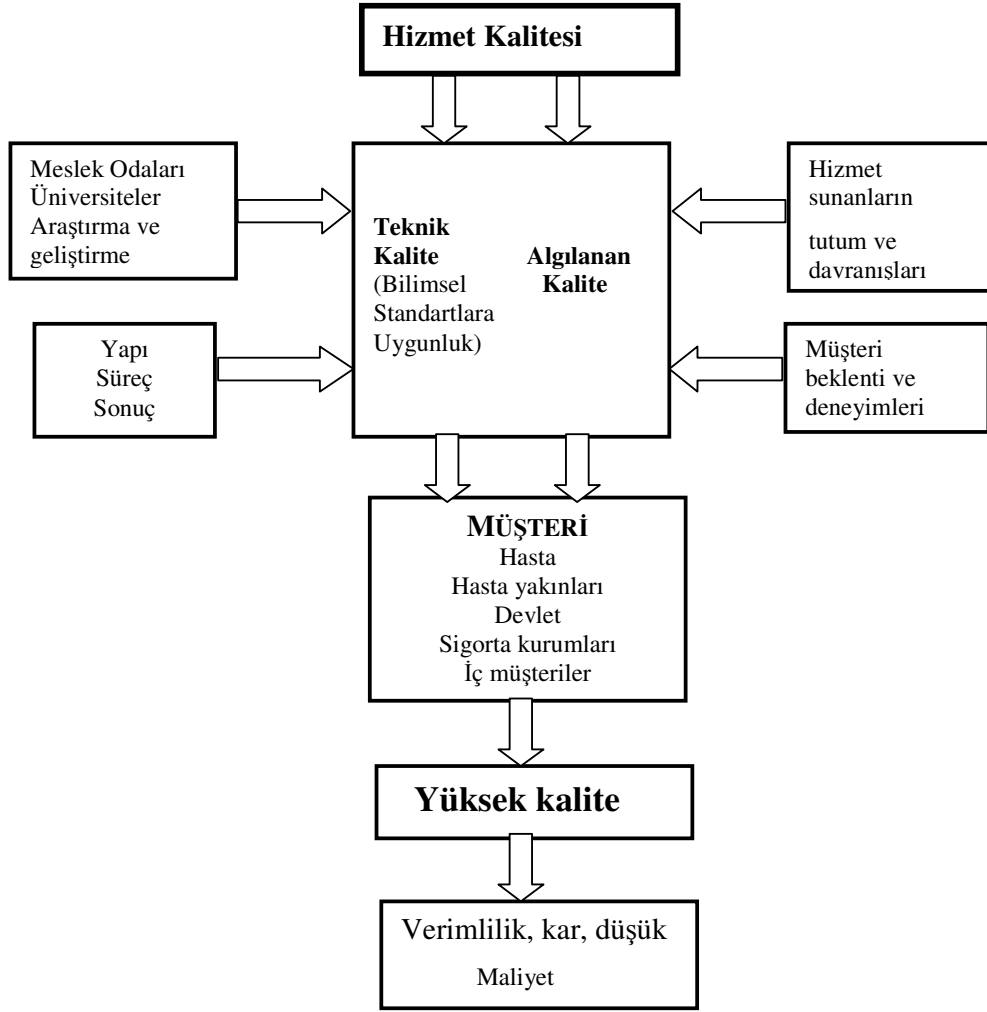 Hizmet Kalitesi
Meslek Odaları
Üniversiteler
Araştırma ve
geliştirme
Yapı
Süreç
Sonuç
Teknik
Kalite
(Bilimsel
Standartlara
Uygunluk)
Algılanan
Kalite
Hizmet
sunanların
tutum ve
davranışları
Müşteri
beklenti ve
deneyimleri
MÜŞTERİ
Hasta
Hasta yakınları
Devlet
Sigorta kurumları
İç müşteriler
Yüksek kalite
Verimlilik, kar, düşük
Maliyet